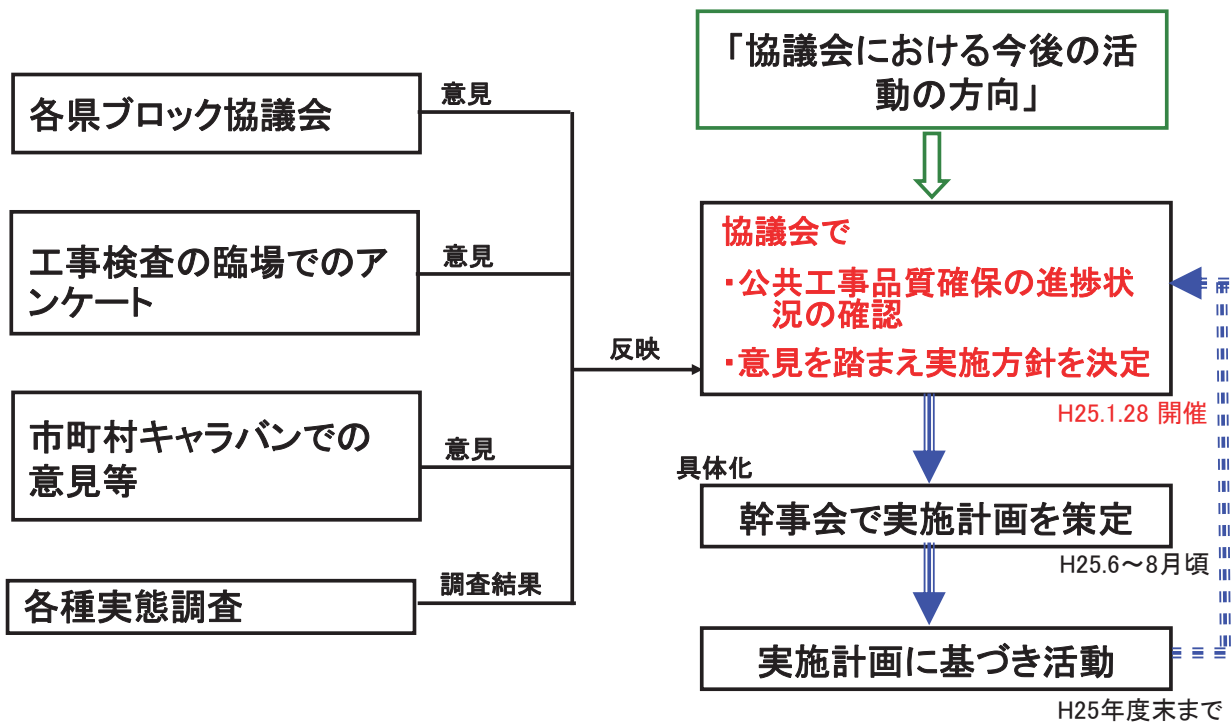 各県ブロック協議会
意見
工事検査の臨場でのア
ンケート
意見
市町村キャラバンでの
意見等
意見
各種実態調査
調査結果
反映
「協議会における今後の活
動の方向」
協議会で
・公共工事品質確保の進捗状
況の確認
・意見を踏まえ実施方針を決定
H25.1.28 開催
具体化
幹事会で実施計画を策定
H25.6～8月頃
実施計画に基づき活動
H25年度末まで